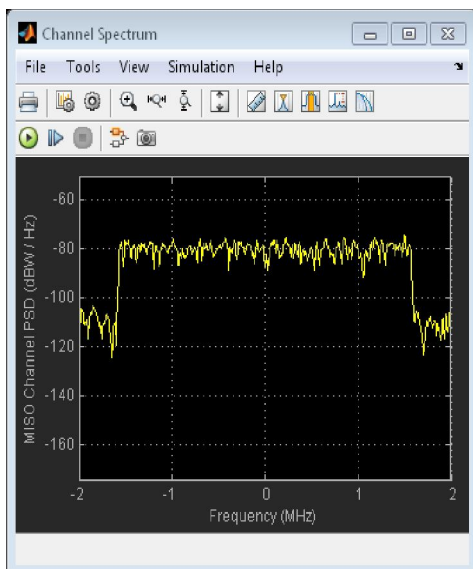 Channel Spectrum
File Tools View Simulation Help
MISO Channel PSD (dBW / Hz)
-60
-80
-100
-120
-140
-160
-2 -1 0 1 2
Frequency (MHz)